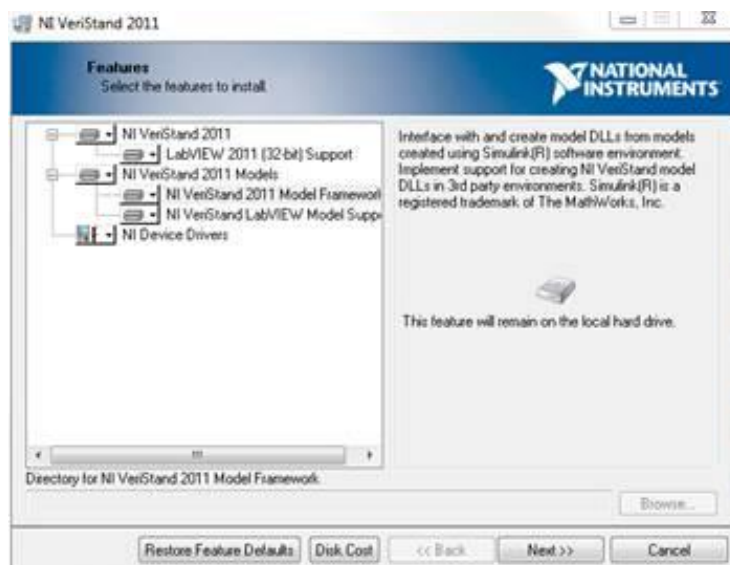 NI VeriStand 2011
Features
Select the features to install.
NATIONAL
INSTRUMENTS
NI VeriStand 2011
LabVIEW 2011 (32-bit) Support
NI VeriStand 2011 Models
NI VeriStand 2011 Model Framework
NI VeriStand LabVIEW Model Supp
NI Device Drivers
Interface with and create model DLLs from models
created using Simulink(R) software environment.
Implement support for creating NI VeriStand model
DLLs in 3rd party environments. Simulink(R) is a
registered trademark of The MathWorks, Inc.
This feature will remain on the local hard drive.
Directory for NI VeriStand 2011 Model Framework
Browse...
Restore Feature Defaults
Disk Cost
<< Back
Next >>
Cancel